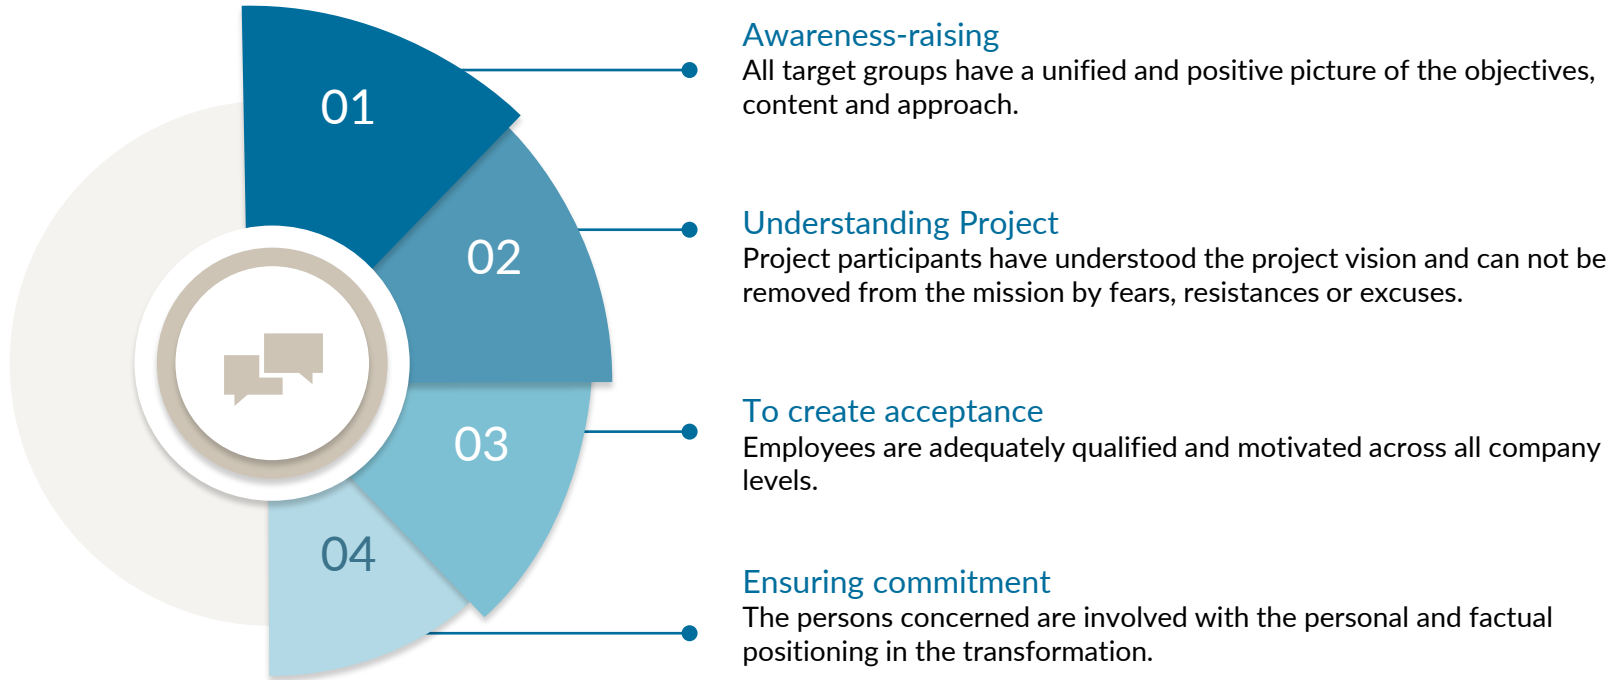 01
Awareness-raising
All target groups have a unified and positive picture of the objectives,
content and approach.
02
Understanding Project
Project participants have understood the project vision and can not be
removed from the mission by fears, resistances or excuses.
03
To create acceptance
Employees are adequately qualified and motivated across all company
levels.
04
Ensuring commitment
The persons concerned are involved with the personal and factual
positioning in the transformation.